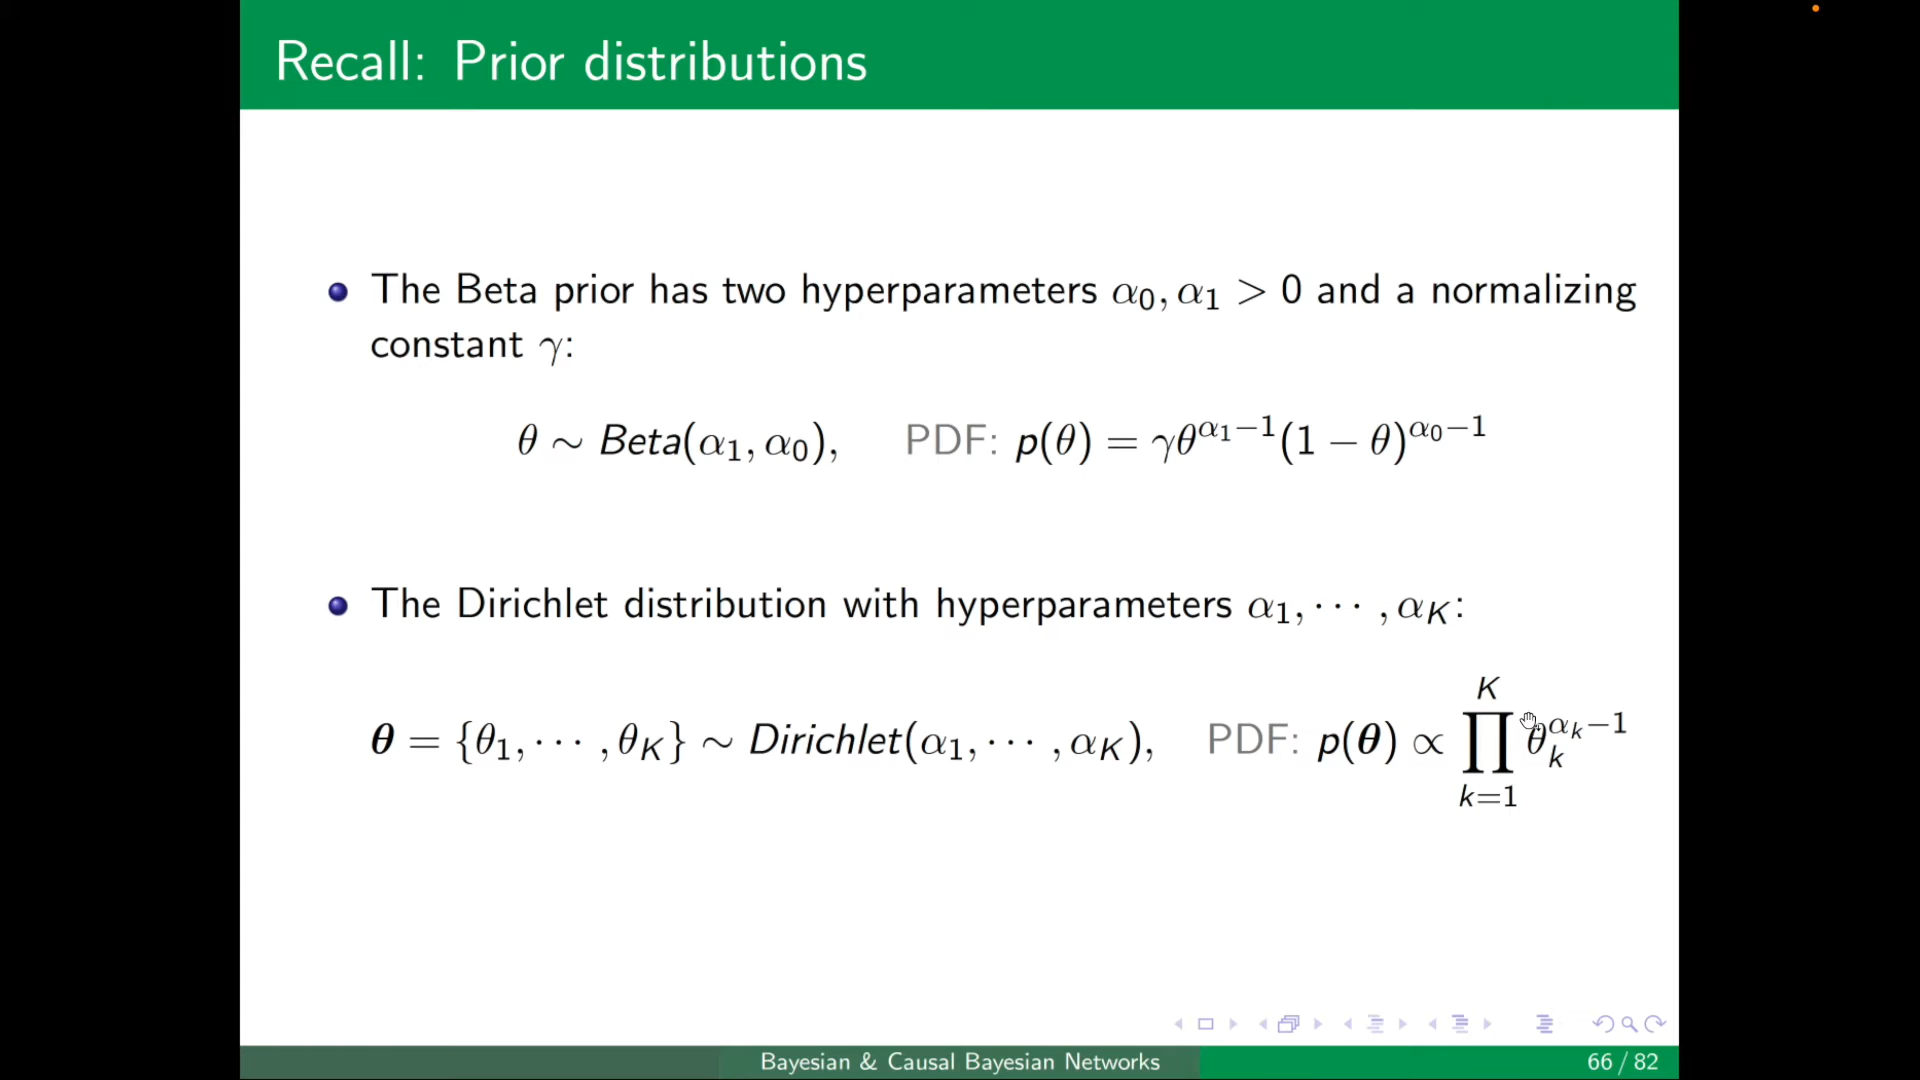 Recall: Prior distributions
The Beta prior has two hyperparameters α₀, α₁ > 0 and a normalizing
constant γ:
θ ∼ Beta(α₁, α₀), PDF: p(θ) = γθ^{α₁−1}(1 − θ)^{α₀−1}
The Dirichlet distribution with hyperparameters α₁, ⋯ , α_K:
θ = {θ₁, ⋯ , θ_K} ∼ Dirichlet(α₁, ⋯ , α_K), PDF: p(θ) ∝ ∏_{k=1}^{K} θ_k^{α_k−1}
Bayesian & Causal Bayesian Networks 66 / 82